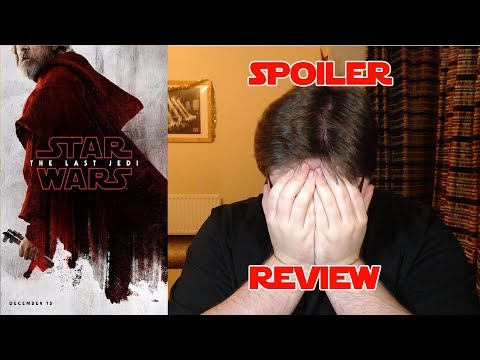 SPOILER
STAR
THE LAST JEDI
WARS
REVIEW
DECEMBER 15